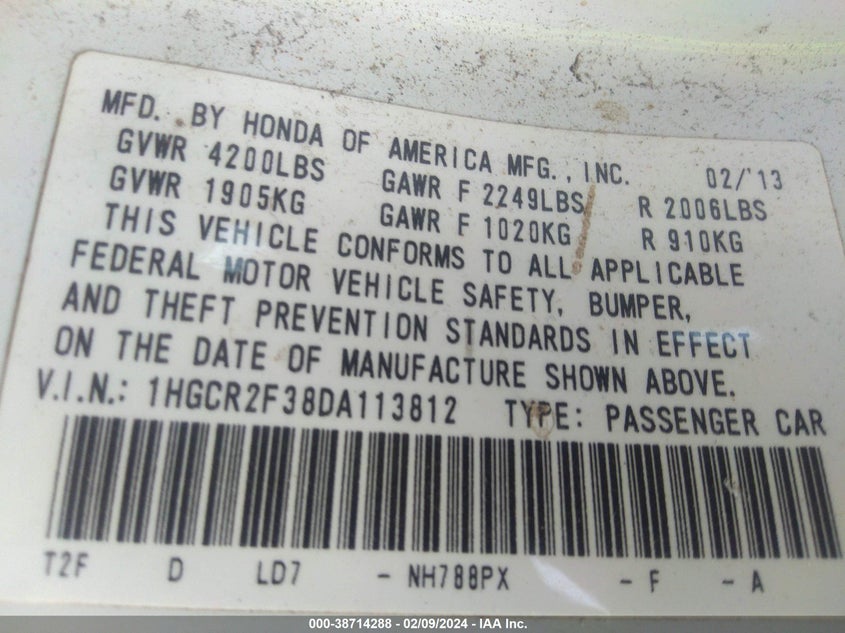 MFD. BY HONDA OF AMERICA MFG., INC. 02/'13
GVWR 4200LBS GAWR F 2249LBS R 2006LBS
GVWR 1905KG GAWR F 1020KG R 910KG
THIS VEHICLE CONFORMS TO ALL APPLICABLE
FEDERAL MOTOR VEHICLE SAFETY, BUMPER,
AND THEFT PREVENTION STANDARDS IN EFFECT
ON THE DATE OF MANUFACTURE SHOWN ABOVE.
V.I.N.: 1HGCR2F38DA113812 TYPE: PASSENGER CAR
T2F D LD7 - NH788PX - F - A
000-38714288 - 02/09/2024 - IAA Inc.